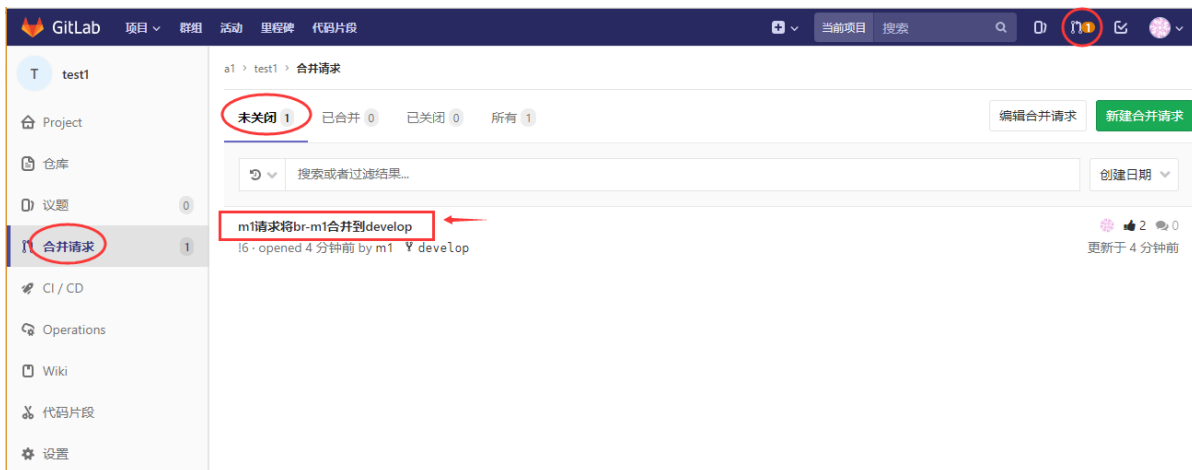 GitLab 项目 群组 活动 里程碑 代码片段 当前项目 搜索 1
T test1
a1 > test1 > 合并请求
未关闭 1 已合并 0 已关闭 0 所有 1 编辑合并请求 新建合并请求
Project
仓库
搜索或者过滤结果... 创建日期
议题 0
m1请求将br-m1合并到develop 2 0
合并请求 1
!6 · opened 4 分钟前 by m1 develop 更新于 4 分钟前
CI / CD
Operations
Wiki
代码片段
设置